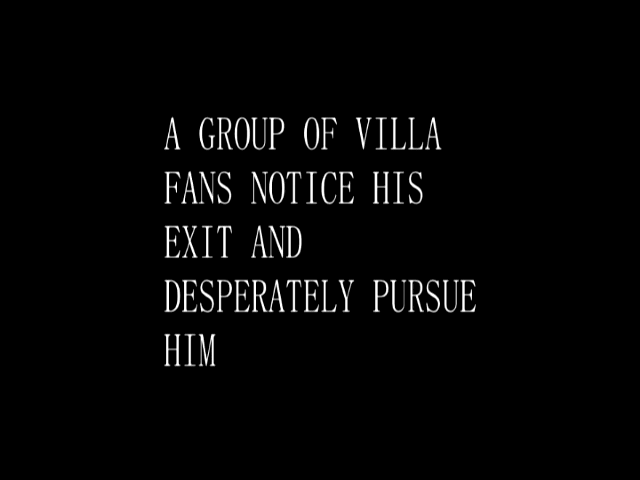 A GROUP OF VILLA
FANS NOTICE HIS
EXIT AND
DESPERATELY PURSUE
HIM